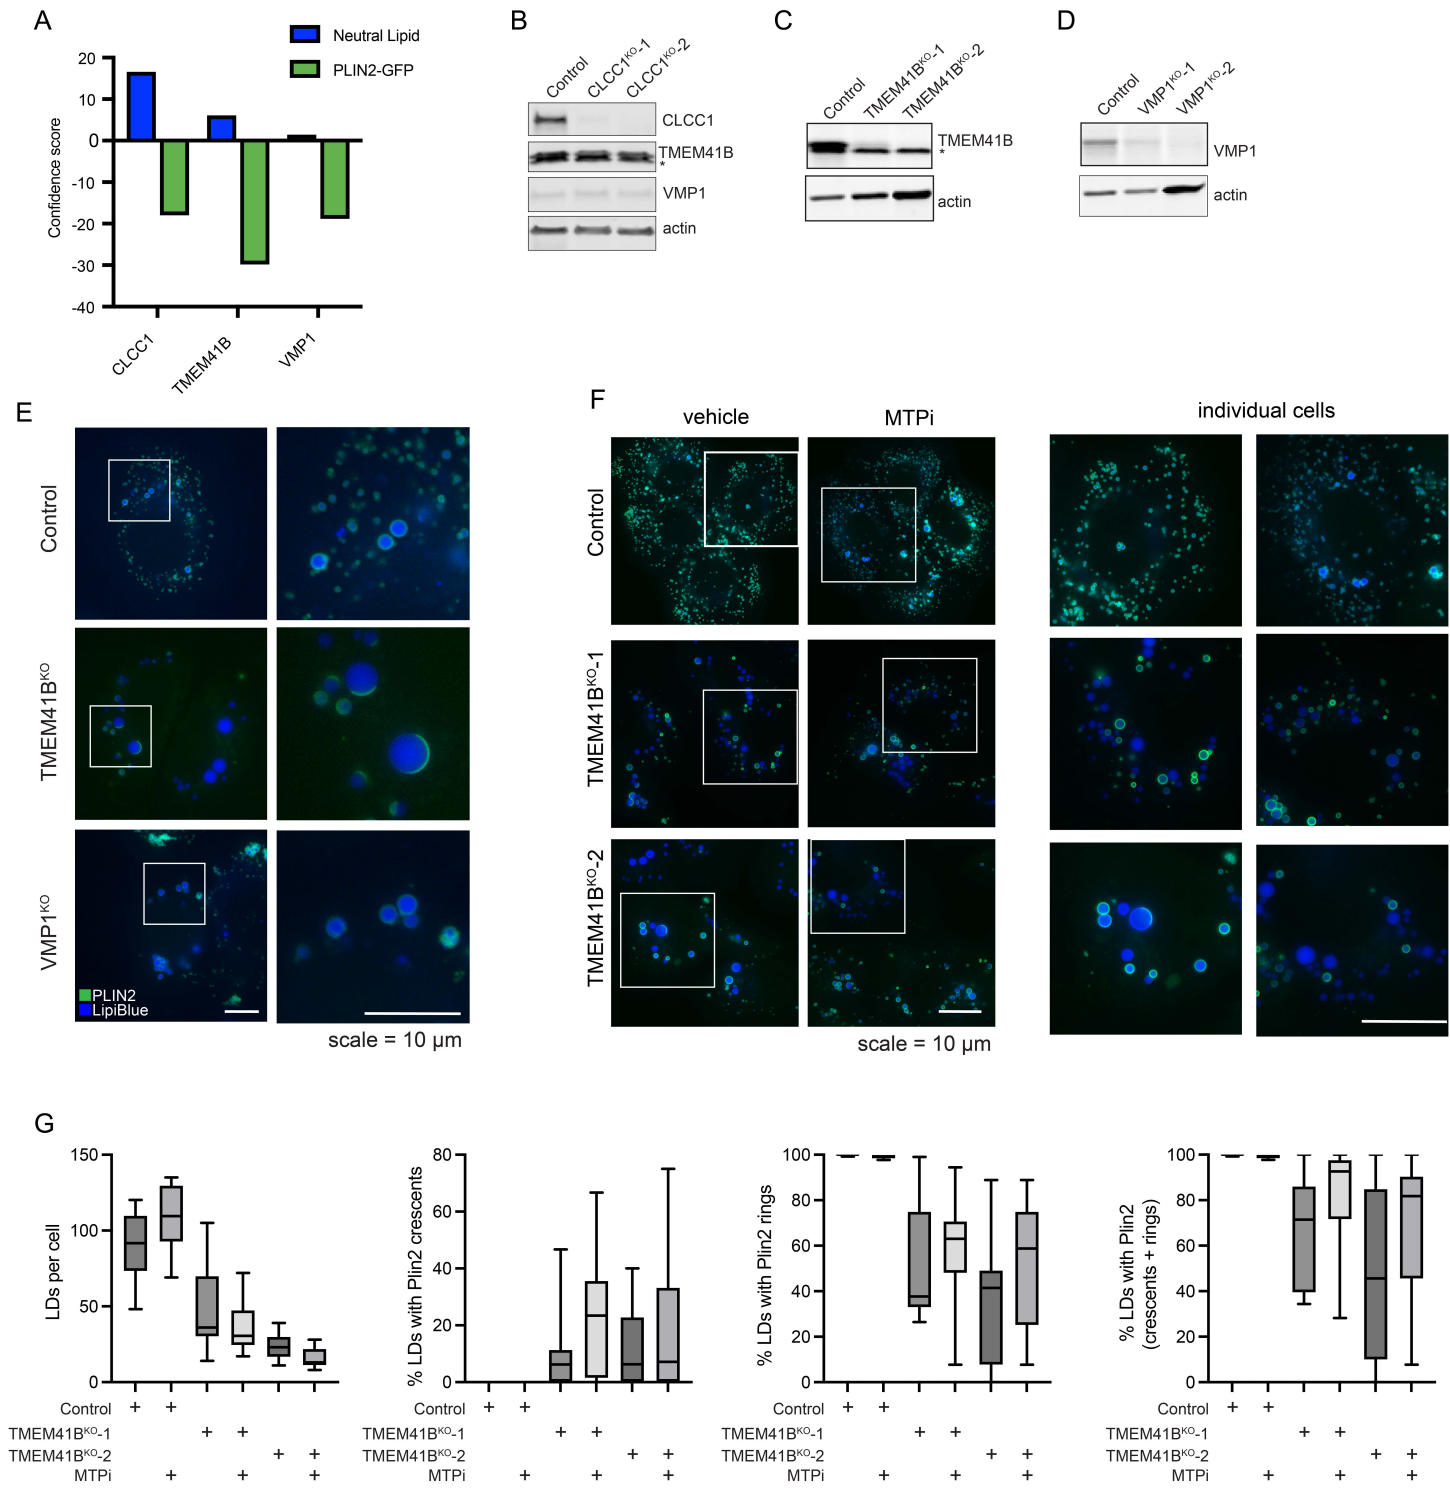 A
Neutral Lipid
PLIN2-GFP
Confidence score
20
10
0
-10
-20
-30
-40
CLCC1
TMEM41B
VMP1
B
Control
CLCC1KO-1
CLCC1KO-2
CLCC1
TMEM41B
*
VMP1
actin
C
Control
TMEM41BKO-1
TMEM41BKO-2
TMEM41B
*
actin
D
Control
VMP1KO-1
VMP1KO-2
VMP1
actin
E
Control
TMEM41BKO
VMP1KO
PLIN2
LipiBlue
scale = 10 µm
F
vehicle
MTPi
individual cells
Control
TMEM41BKO-1
TMEM41BKO-2
scale = 10 µm
G
LDs per cell
150
100
50
0
Control + +
TMEM41BKO-1 + +
TMEM41BKO-2 + +
MTPi + + +
% LDs with Plin2 crescents
80
60
40
20
0
Control + +
TMEM41BKO-1 + +
TMEM41BKO-2 + +
MTPi + + +
% LDs with Plin2 rings
100
80
60
40
20
0
Control + +
TMEM41BKO-1 + +
TMEM41BKO-2 + +
MTPi + + +
% LDs with Plin2
(crescents + rings)
100
80
60
40
20
0
Control + +
TMEM41BKO-1 + +
TMEM41BKO-2 + +
MTPi + + +